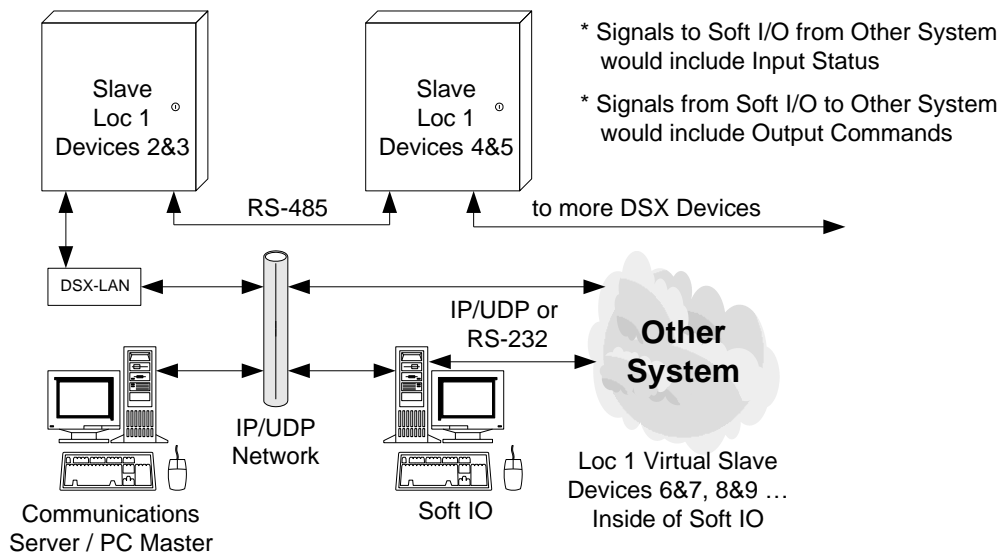 Slave
Loc 1
Devices 2&3
Slave
Loc 1
Devices 4&5
* Signals to Soft I/O from Other System
would include Input Status
* Signals from Soft I/O to Other System
would include Output Commands
RS-485
to more DSX Devices
DSX-LAN
IP/UDP or
RS-232
Other
System
IP/UDP
Network
Communications
Server / PC Master
Soft IO
Loc 1 Virtual Slave
Devices 6&7, 8&9 …
Inside of Soft IO